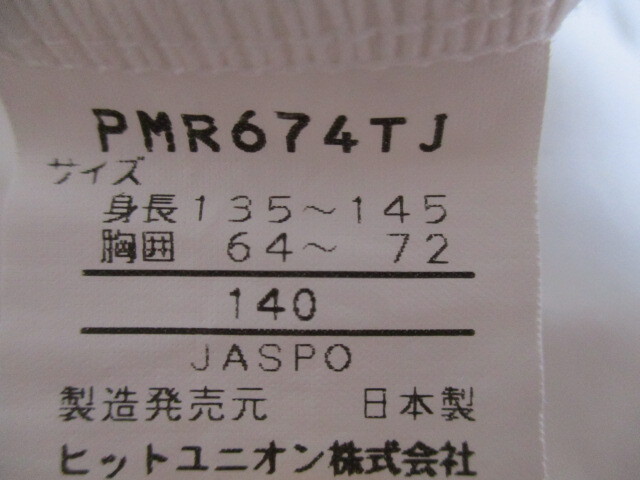 PMR674TJ
サイズ
身長135～145
胸囲 64～ 72
140
JASPO
製造発売元 日本製
ヒットユニオン株式会社